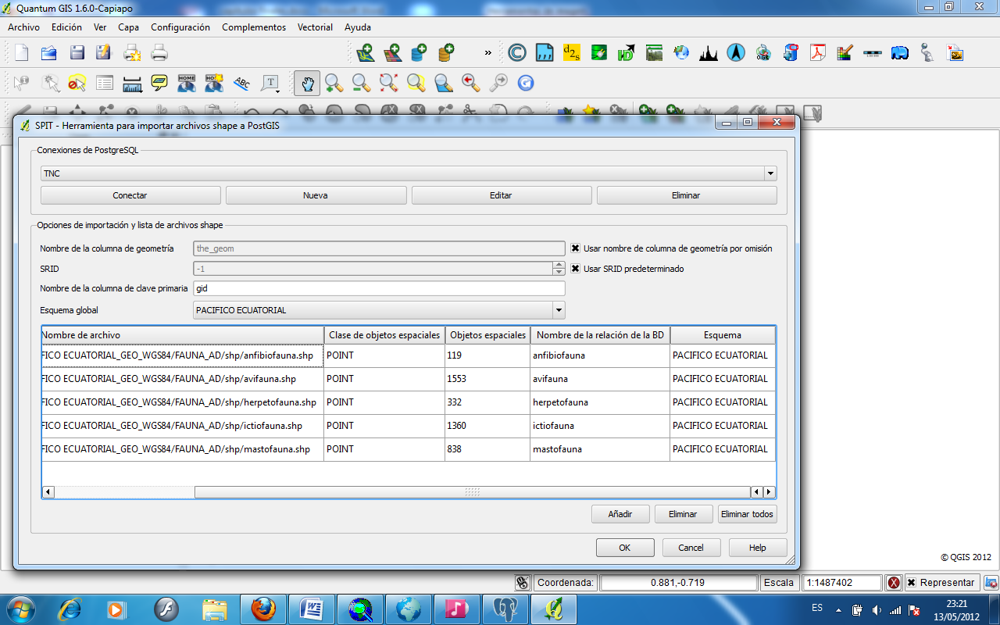 Quantum GIS 1.6.0-Capiapo
Archivo Edición Ver Capa Configuración Complementos Vectorial Ayuda
SPIT - Herramienta para importar archivos shape a PostGIS
Conexiones de PostgreSQL
TNC
Conectar Nueva Editar Eliminar
Opciones de importación y lista de archivos shape
Nombre de la columna de geometría the_geom Usar nombre de columna de geometría por omisión
SRID -1 Usar SRID predeterminado
Nombre de la columna de clave primaria gid
Esquema global PACIFICO ECUATORIAL
Nombre de archivo Clase de objetos espaciales Objetos espaciales Nombre de la relación de la BD Esquema
FICO ECUATORIAL_GEO_WGS84/FAUNA_AD/shp/anfibiofauna.shp POINT 119 anfibiofauna PACIFICO ECUATORIAL
FICO ECUATORIAL_GEO_WGS84/FAUNA_AD/shp/avifauna.shp POINT 1553 avifauna PACIFICO ECUATORIAL
FICO ECUATORIAL_GEO_WGS84/FAUNA_AD/shp/herpetofauna.shp POINT 332 herpetofauna PACIFICO ECUATORIAL
FICO ECUATORIAL_GEO_WGS84/FAUNA_AD/shp/ictiofauna.shp POINT 1360 ictiofauna PACIFICO ECUATORIAL
FICO ECUATORIAL_GEO_WGS84/FAUNA_AD/shp/mastofauna.shp POINT 838 mastofauna PACIFICO ECUATORIAL
Añadir Eliminar Eliminar todos
OK Cancel Help
© QGIS 2012
Coordenada: 0.881,-0.719 Escala 1:1487402 Representar
ES 23:21
13/05/2012